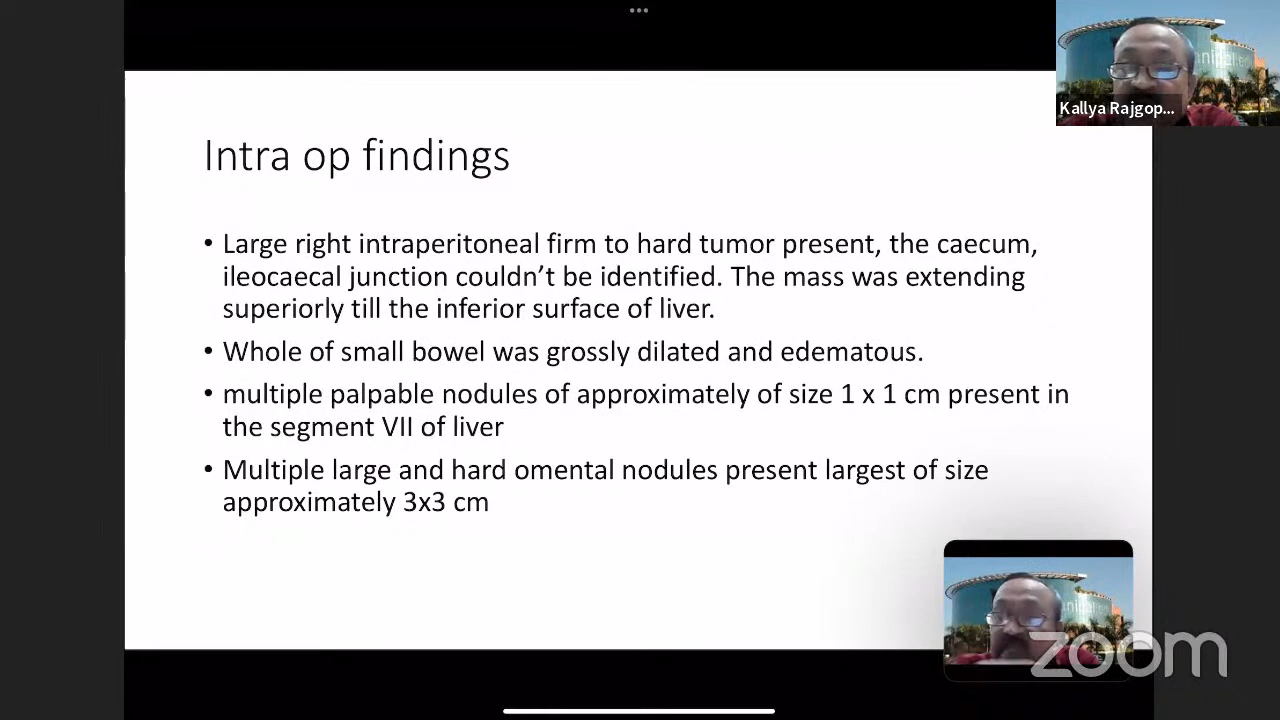 Kallya Rajgop...
Intra op findings
• Large right intraperitoneal firm to hard tumor present, the caecum,
ileocaecal junction couldn’t be identified. The mass was extending
superiorly till the inferior surface of liver.
• Whole of small bowel was grossly dilated and edematous.
• multiple palpable nodules of approximately of size 1 x 1 cm present in
the segment VII of liver
• Multiple large and hard omental nodules present largest of size
approximately 3x3 cm
zoom